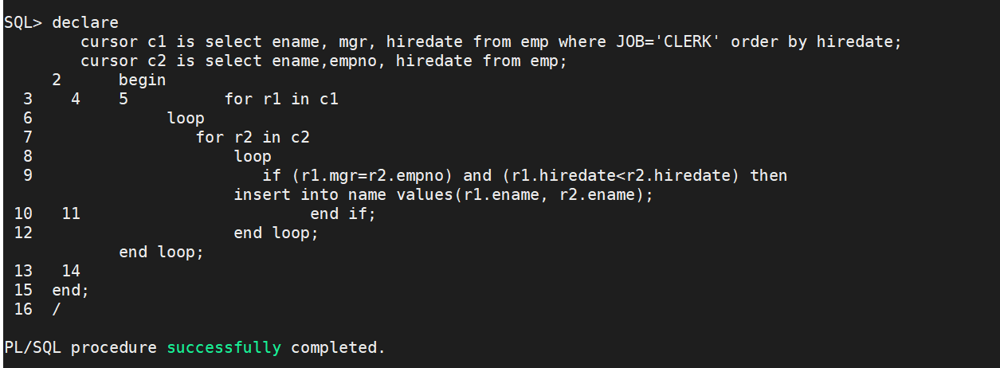 SQL> declare
cursor c1 is select ename, mgr, hiredate from emp where JOB='CLERK' order by hiredate;
cursor c2 is select ename,empno, hiredate from emp;
2 begin
3 4 5 for r1 in c1
6 loop
7 for r2 in c2
8 loop
9 if (r1.mgr=r2.empno) and (r1.hiredate<r2.hiredate) then
insert into name values(r1.ename, r2.ename);
10 11 end if;
12 end loop;
end loop;
13 14
15 end;
16 /
PL/SQL procedure successfully completed.